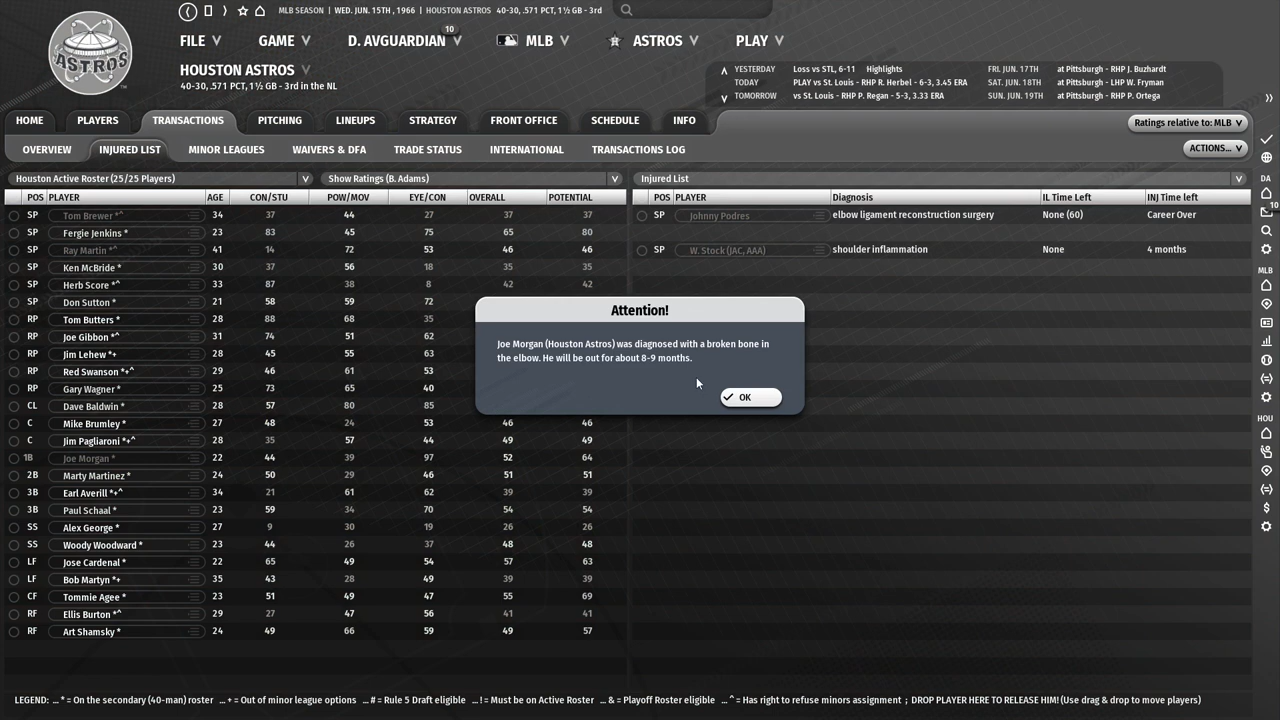 MLB SEASON | WED. JUN. 15TH , 1966 | HOUSTON ASTROS 40-30, .571 PCT, 1½ GB - 3rd
FILE GAME D. AVGUARDIAN 10 MLB ASTROS PLAY
ASTROS
HOUSTON ASTROS
40-30, .571 PCT, 1½ GB - 3rd in the NL
YESTERDAY Loss vs STL, 6-11 Highlights FRI. JUN. 17TH at Pittsburgh - RHP J. Buzhardt
TODAY PLAY vs St. Louis - RHP R. Herbel - 6-3, 3.45 ERA SAT. JUN. 18TH at Pittsburgh - LHP W. Fryman
TOMORROW vs St. Louis - RHP P. Regan - 5-3, 3.33 ERA SUN. JUN. 19TH at Pittsburgh - RHP P. Ortega
HOME PLAYERS TRANSACTIONS PITCHING LINEUPS STRATEGY FRONT OFFICE SCHEDULE INFO Ratings relative to: MLB
OVERVIEW INJURED LIST MINOR LEAGUES WAIVERS & DFA TRADE STATUS INTERNATIONAL TRANSACTIONS LOG ACTIONS...
Houston Active Roster (25/25 Players) Show Ratings (B. Adams) Injured List
POS PLAYER AGE CON/STU POW/MOV EYE/CON OVERALL POTENTIAL POS PLAYER Diagnosis IL Time Left INJ Time left
SP Tom Brewer *^ 34 37 44 27 37 37 SP Johnny Podres elbow ligament reconstruction surgery None (60) Career Over
SP Fergie Jenkins * 23 83 45 75 65 80
SP Ray Martin *^ 41 14 72 53 46 46 SP W. Stock (JAC, AAA) shoulder inflammation None 4 months
SP Ken McBride * 30 37 56 18 35 35
SP Herb Score *^ 33 87 38 8 42 42
SP Don Sutton * 21 58 59 72
RP Tom Butters * 28 88 68 35
RP Joe Gibbon *^ 31 74 51 62
RP Jim Lehew *+ 28 45 55 63
RP Red Swanson *+^ 29 46 61 53
RP Gary Wagner * 25 73 65 40
CL Dave Baldwin * 28 57 80 85
C Mike Brumley * 27 48 24 53 46 46
C Jim Pagliaroni *+^ 28 35 57 44 49 49
1B Joe Morgan * 22 44 39 97 52 64
2B Marty Martinez * 24 50 29 46 51 51
3B Earl Averill *+^ 34 21 61 62 39 39
3B Paul Schaal * 23 59 34 70 54 54
SS Alex George * 27 9 30 19 26 26
SS Woody Woodward * 23 44 26 37 48 48
LF Jose Cardenal * 22 65 49 54 57 63
LF Bob Martyn *+ 35 43 28 49 39 39
CF Tommie Agee * 23 51 49 47 55 69
RF Ellis Burton *^ 29 27 47 56 41 41
RF Art Shamsky * 24 49 66 59 49 57
Attention!
Joe Morgan (Houston Astros) was diagnosed with a broken bone in
the elbow. He will be out for about 8-9 months.
OK
DA
10
MLB
HOU
LEGEND: ... * = On the secondary (40-man) roster ... + = Out of minor league options ... # = Rule 5 Draft eligible ... ! = Must be on Active Roster ... & = Playoff Roster eligible ... ^ = Has right to refuse minors assignment ; DROP PLAYER HERE TO RELEASE HIM! (Use drag & drop to move players)